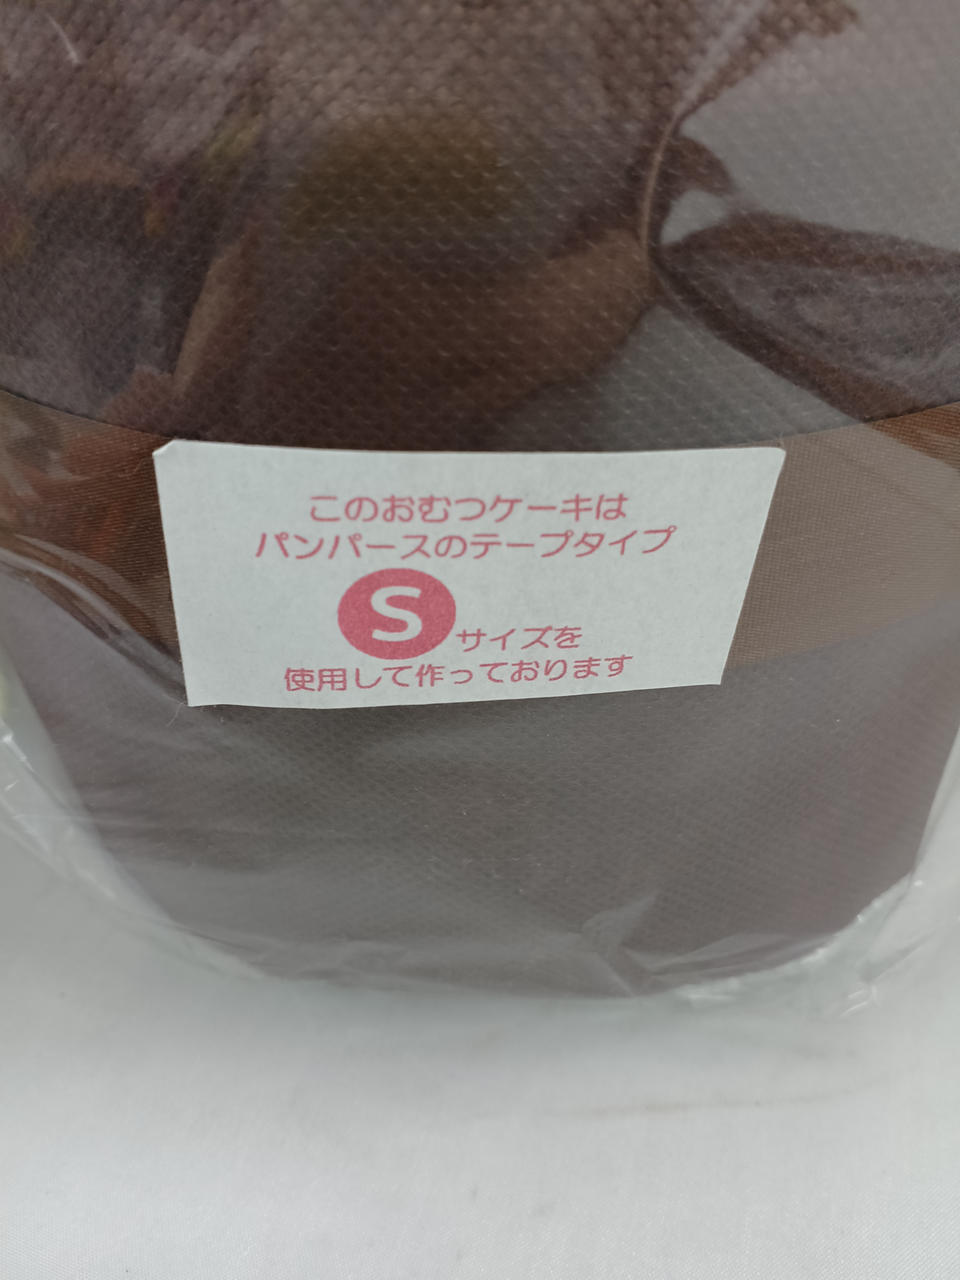 このおむつケーキは
パンパースのテープタイプ
Sサイズを
使用して作っております